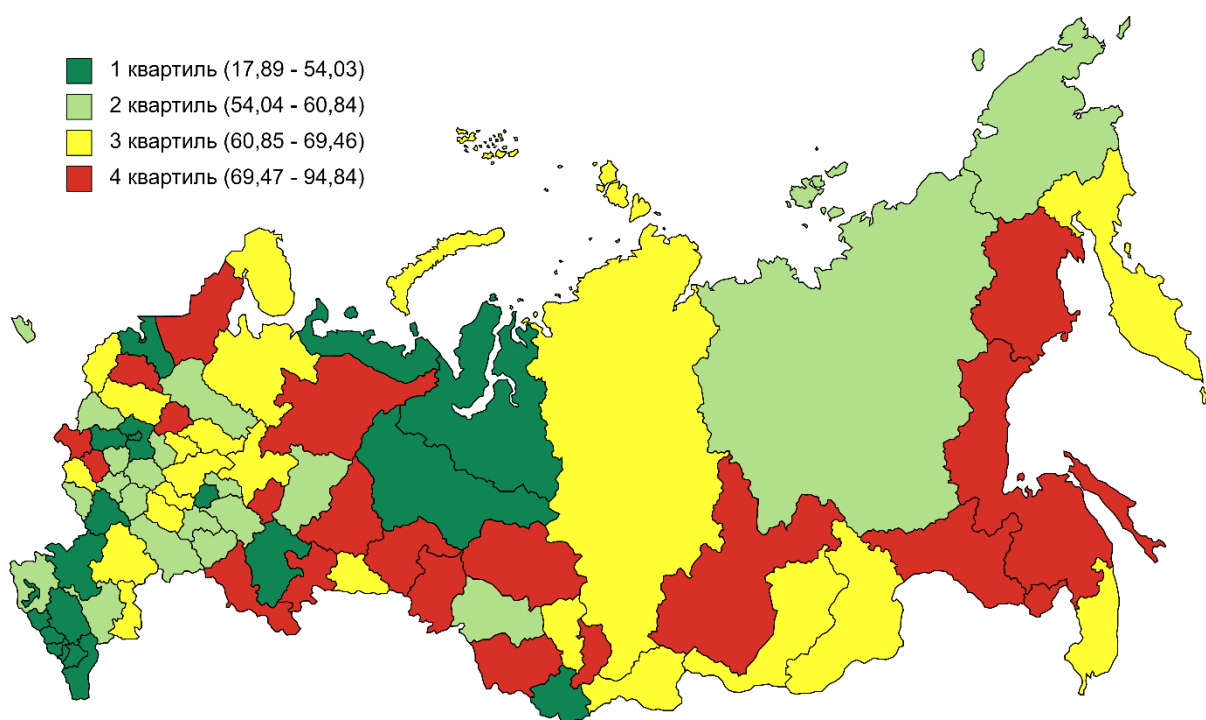 1 квартиль (17,89 - 54,03)
2 квартиль (54,04 - 60,84)
3 квартиль (60,85 - 69,46)
4 квартиль (69,47 - 94,84)